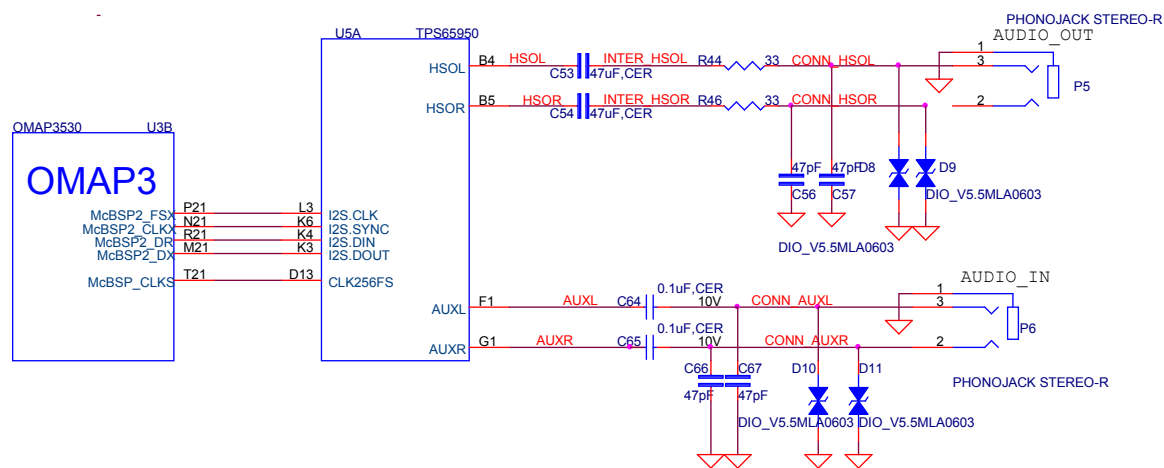 -
U5A TPS65950
PHONOJACK STEREO-R
AUDIO_OUT
HSOL B4 HSOL C53 47uF,CER INTER_HSOL R44 33 CONN_HSOL 1
3
P5
HSOR B5 HSOR C54 47uF,CER INTER_HSOR R46 33 CONN_HSOR 2
OMAP3530 U3B
OMAP3
47pF 47pF D8 D9
C56 C57 DIO_V5.5MLA0603
DIO_V5.5MLA0603
McBSP2_FSX P21 L3 I2S.CLK
McBSP2_CLKX N21 K6 I2S.SYNC
McBSP2_DR R21 K4 I2S.DIN
McBSP2_DX M21 K3 I2S.DOUT
McBSP_CLKS T21 D13 CLK256FS
AUDIO_IN
0.1uF,CER 1
AUXL F1 AUXL C64 10V CONN_AUXL 3
0.1uF,CER P6
AUXR G1 AUXR C65 10V CONN_AUXR 2
C66 C67 D10 D11
PHONOJACK STEREO-R
47pF 47pF
DIO_V5.5MLA0603 DIO_V5.5MLA0603